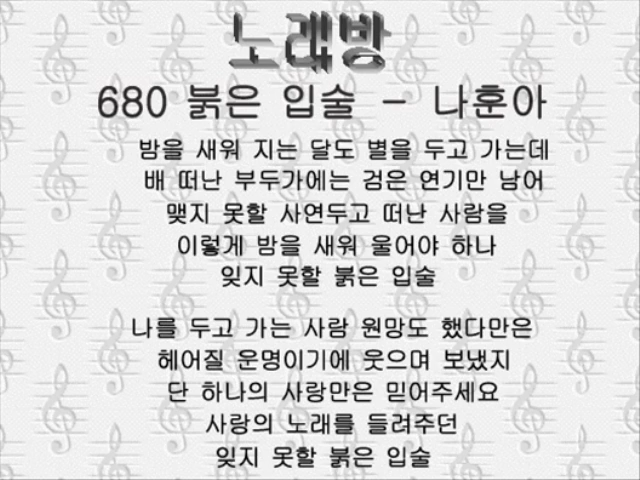 노래방
680 붉은 입술 - 나훈아
밤을 새워 지는 달도 별을 두고 가는데
배 떠난 부두가에는 검은 연기만 남어
맺지 못할 사연두고 떠난 사람을
이렇게 밤을 새워 울어야 하나
잊지 못할 붉은 입술
나를 두고 가는 사람 원망도 했다만은
헤어질 운명이기에 웃으며 보냈지
단 하나의 사랑만은 믿어주세요
사랑의 노래를 들려주던
잊지 못할 붉은 입술